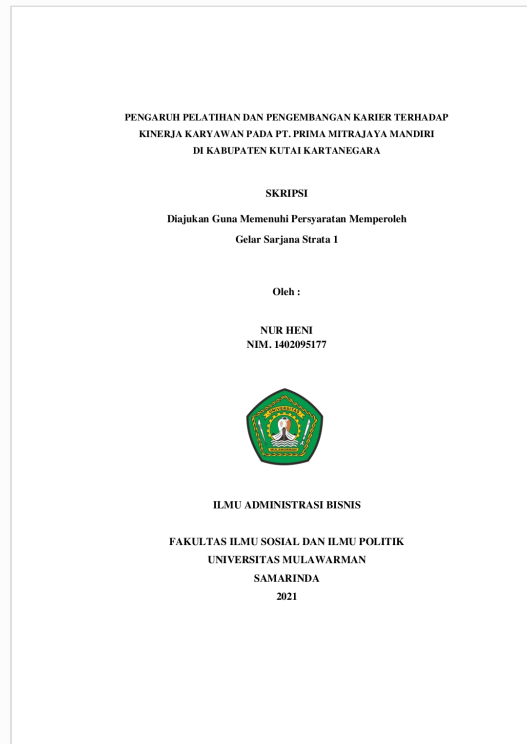 PENGARUH PELATIHAN DAN PENGEMBANGAN KARIER TERHADAP
KINERJA KARYAWAN PADA PT. PRIMA MITRAJAYA MANDIRI
DI KABUPATEN KUTAI KARTANEGARA
SKRIPSI
Diajukan Guna Memenuhi Persyaratan Memperoleh
Gelar Sarjana Strata 1
Oleh :
NUR HENI
NIM. 1402095177
UNIVERSITAS
MULAWARMAN
ILMU ADMINISTRASI BISNIS
FAKULTAS ILMU SOSIAL DAN ILMU POLITIK
UNIVERSITAS MULAWARMAN
SAMARINDA
2021